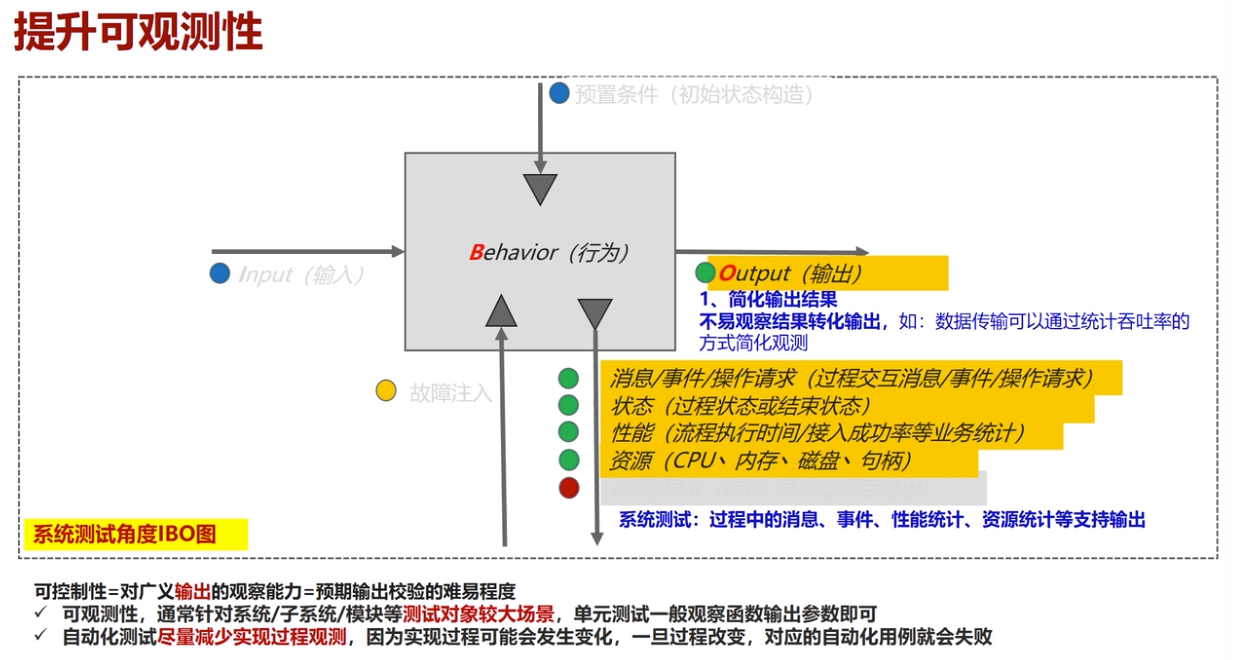 提升可观测性
预置条件（初始状态构造）
Behavior（行为）
Input（输入）
Output（输出）
1、简化输出结果
不易观察结果转化输出，如：数据传输可以通过统计吞吐率的
方式简化观测
故障注入
消息/事件/操作请求（过程交互消息/事件/操作请求）
状态（过程状态或结束状态）
性能（流程执行时间/接入成功率等业务统计）
资源（CPU、内存、磁盘、句柄）
系统测试：过程中的消息、事件、性能统计、资源统计等支持输出
系统测试角度IBO图
可控制性=对广义输出的观察能力=预期输出校验的难易程度
✓ 可观测性，通常针对系统/子系统/模块等测试对象较大场景，单元测试一般观察函数输出参数即可
✓ 自动化测试尽量减少实现过程观测，因为实现过程可能会发生变化，一旦过程改变，对应的自动化用例就会失败